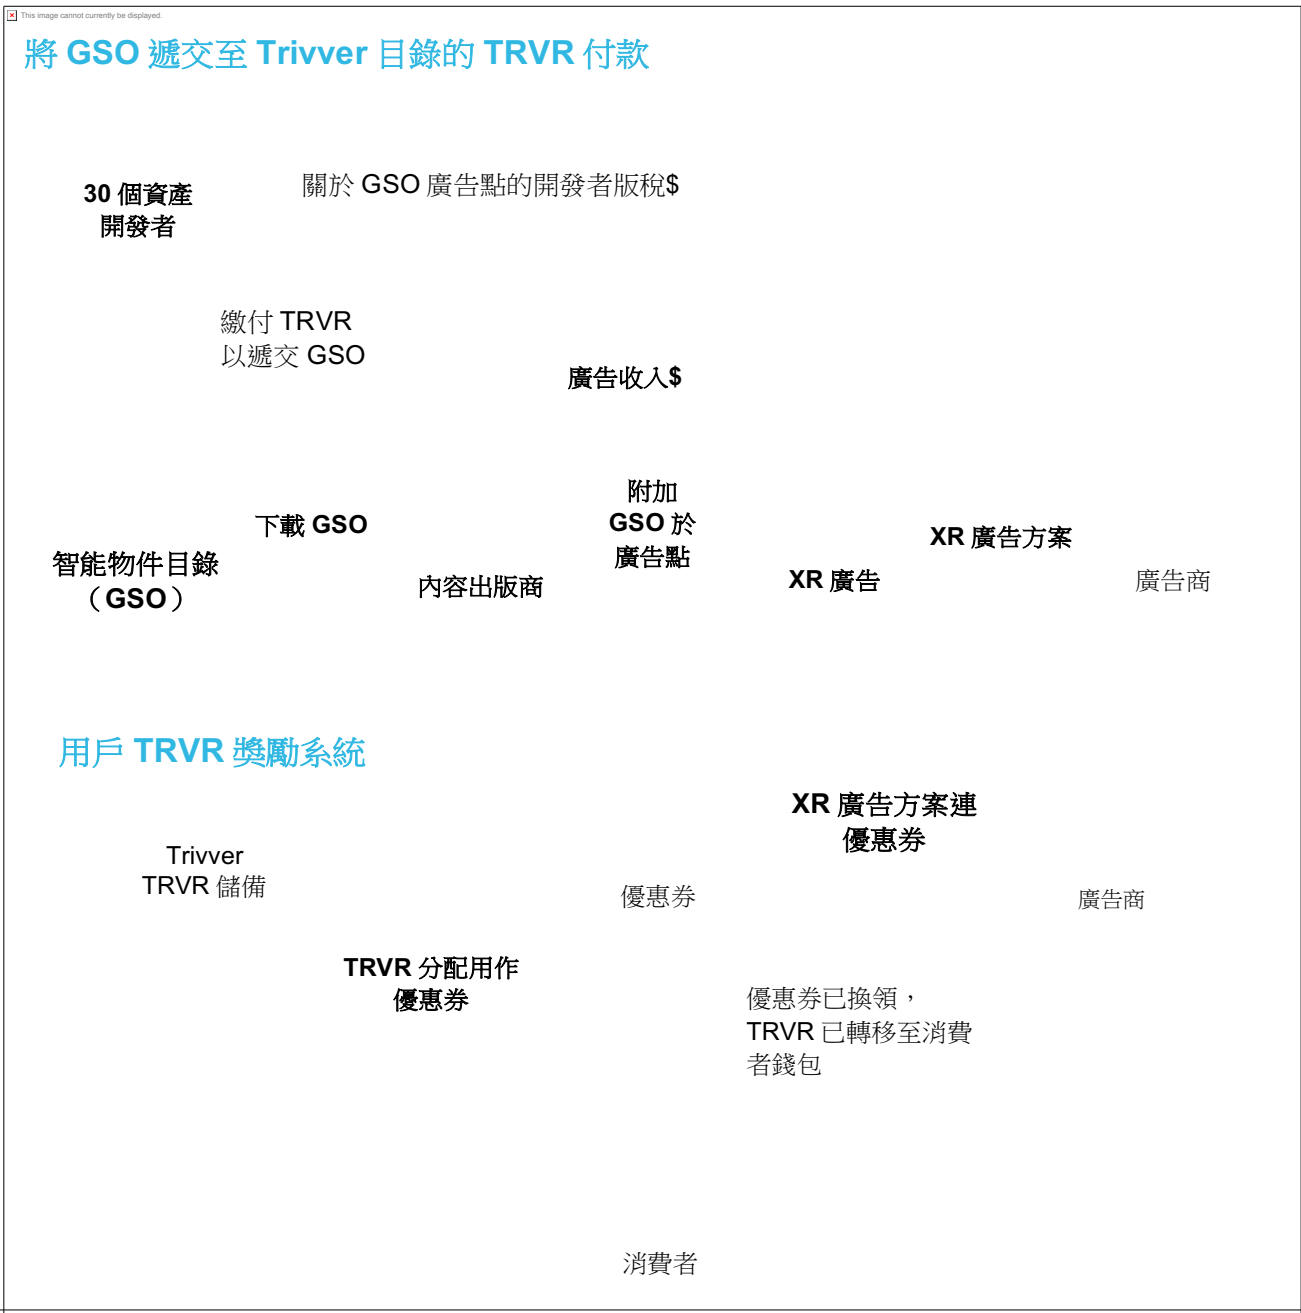 This image cannot currently be displayed.
將 GSO 遞交至 Trivver 目錄的 TRVR 付款
關於 GSO 廣告點的開發者版稅$
30 個資產
開發者
繳付 TRVR
以遞交 GSO
廣告收入$
附加
GSO 於
廣告點
下載 GSO
XR 廣告方案
智能物件目錄
（GSO）
內容出版商
XR 廣告
廣告商
用戶 TRVR 獎勵系統
XR 廣告方案連
優惠券
Trivver
TRVR 儲備
優惠券
廣告商
TRVR 分配用作
優惠券
優惠券已換領，
TRVR 已轉移至消費
者錢包
消費者